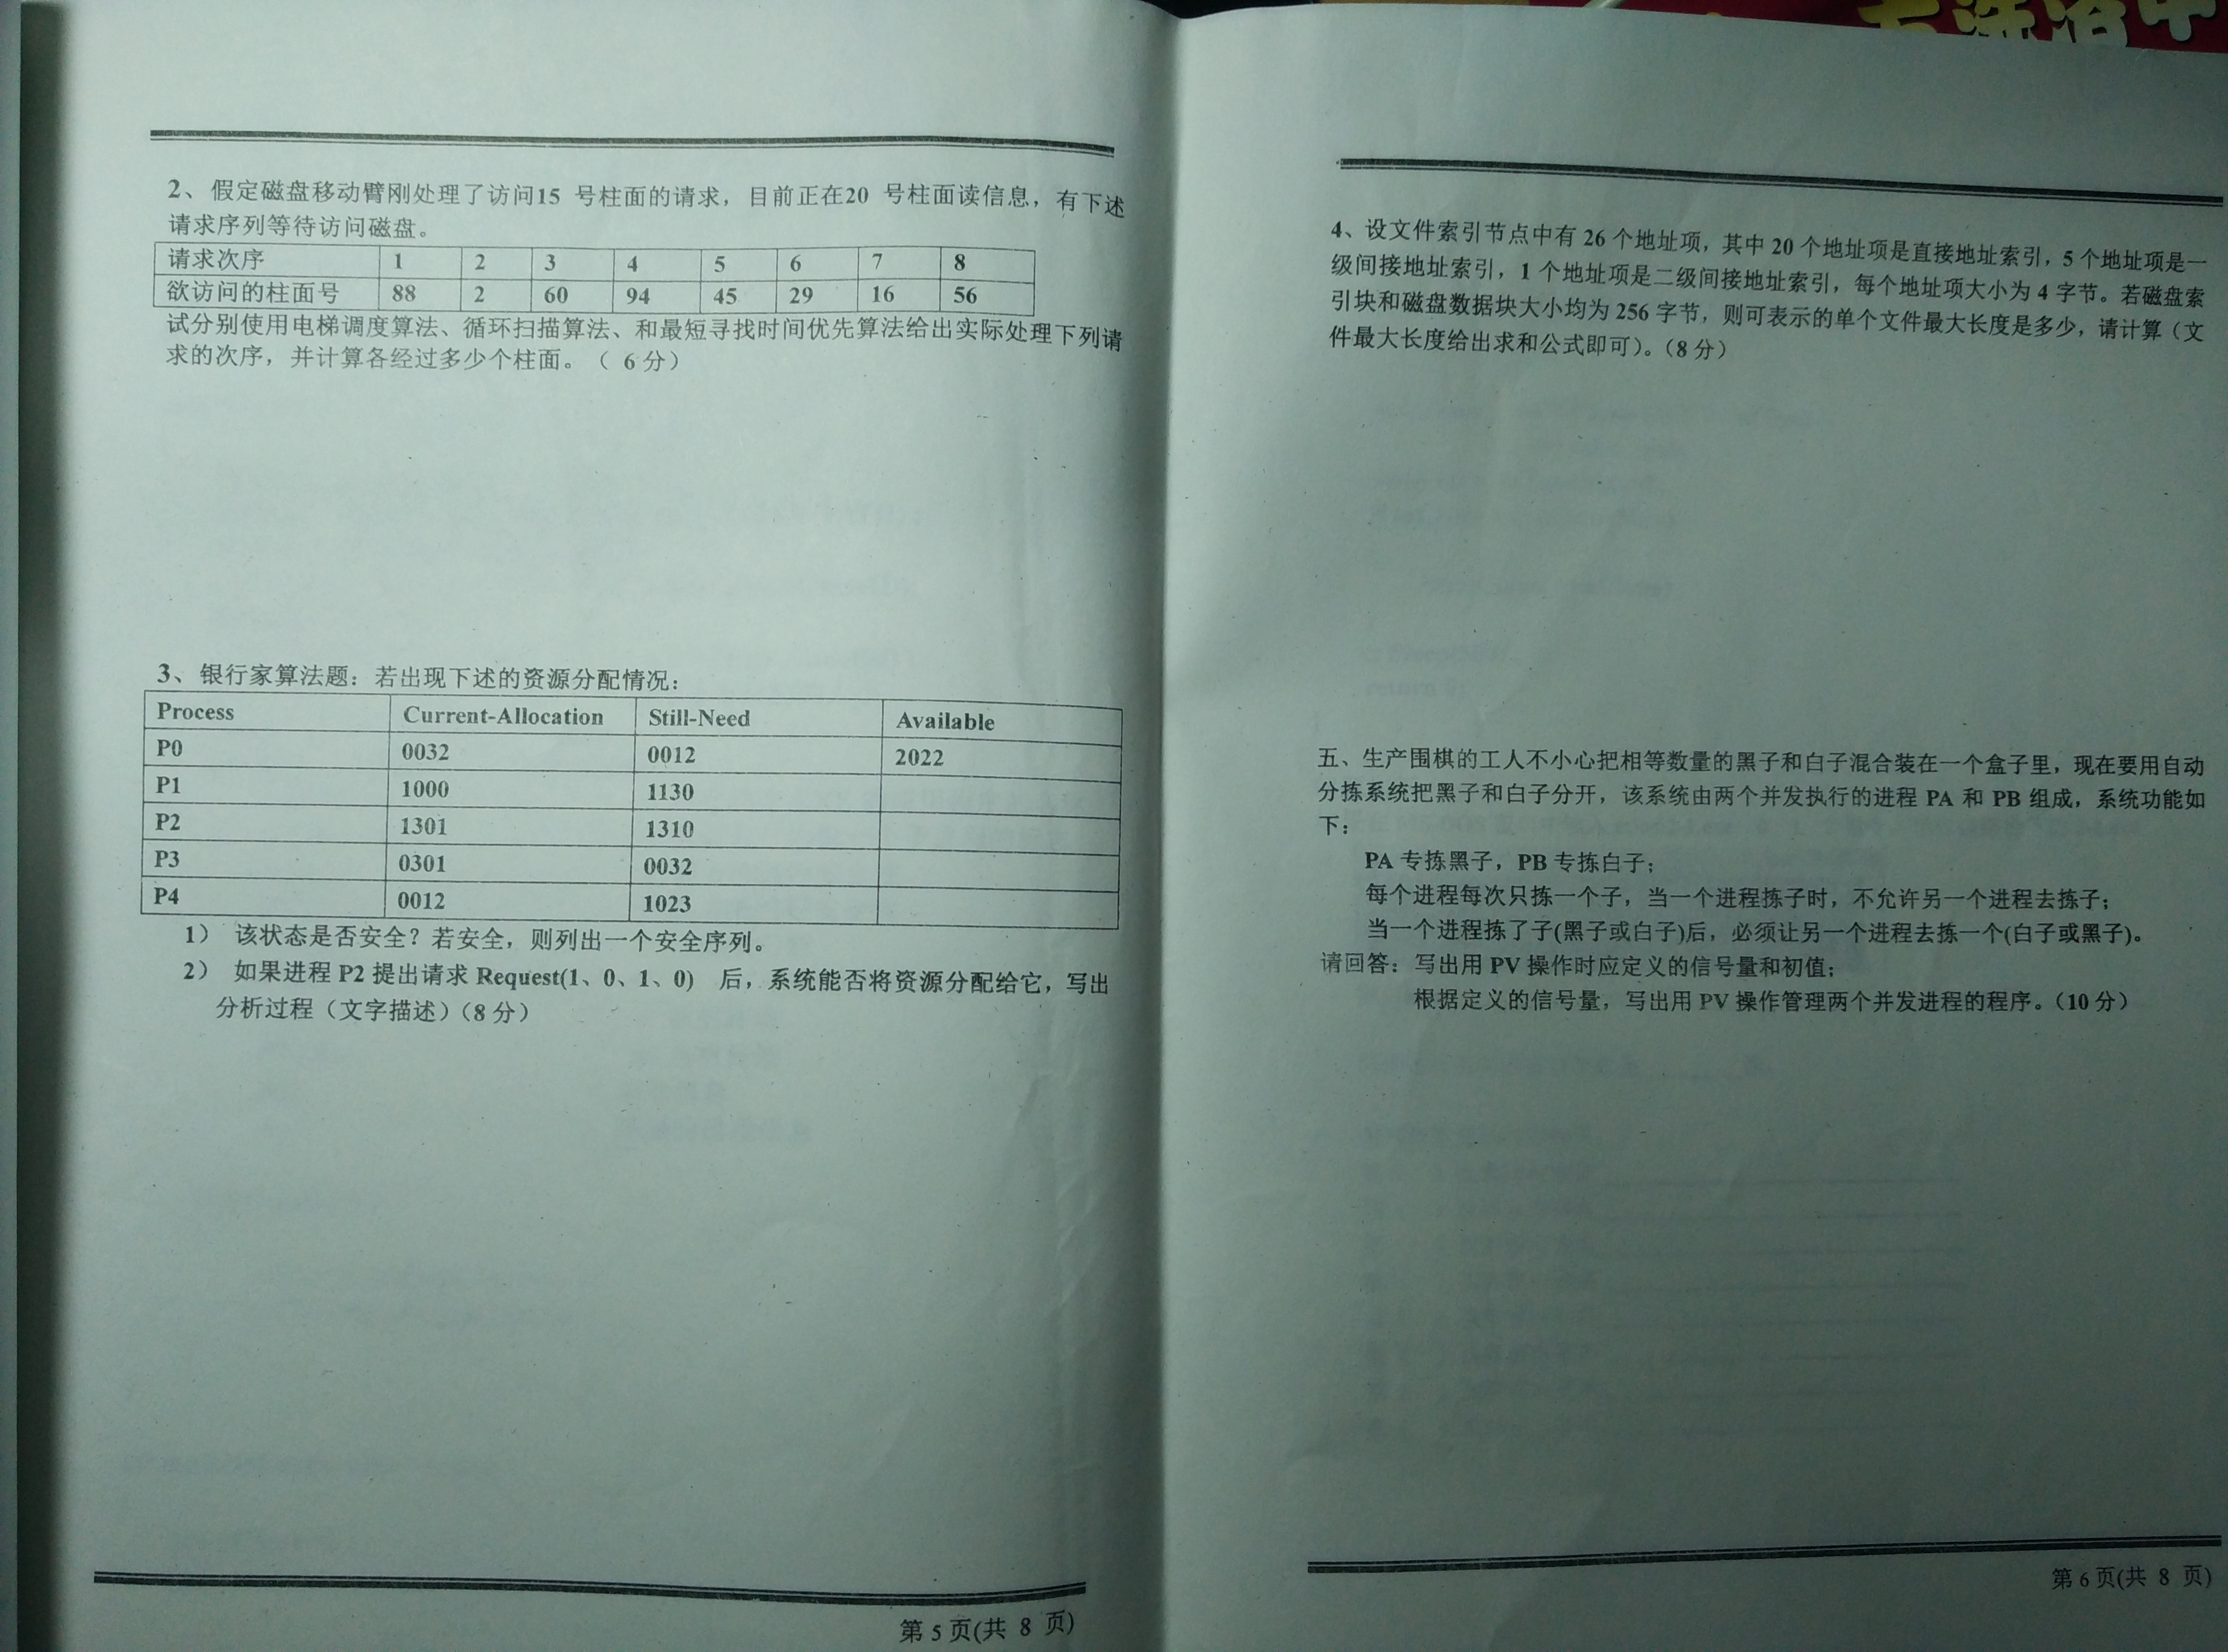 2、假定磁盘移动臂刚处理了访问15 号柱面的请求，目前正在20 号柱面读信息，有下述
请求序列等待访问磁盘。
请求次序 1 2 3 4 5 6 7 8
欲访问的柱面号 88 2 60 94 45 29 16 56
试分别使用电梯调度算法、循环扫描算法、和最短寻找时间优先算法给出实际处理下列请
求的次序，并计算各经过多少个柱面。（ 6 分）
3、银行家算法题：若出现下述的资源分配情况：
Process Current-Allocation Still-Need Available
P0 0032 0012 2022
P1 1000 1130
P2 1301 1310
P3 0301 0032
P4 0012 1023
1） 该状态是否安全？若安全，则列出一个安全序列。
2） 如果进程 P2 提出请求 Request(1、0、1、0) 后，系统能否将资源分配给它，写出
分析过程（文字描述）（8 分）
第 5 页(共 8 页)
4、设文件索引节点中有 26 个地址项，其中 20 个地址项是直接地址索引，5 个地址项是一
级间接地址索引，1 个地址项是二级间接地址索引，每个地址项大小为 4 字节。若磁盘索
引块和磁盘数据块大小均为 256 字节，则可表示的单个文件最大长度是多少，请计算（文
件最大长度给出求和公式即可）。（8 分）
五、生产围棋的工人不小心把相等数量的黑子和白子混合装在一个盒子里，现在要用自动
分拣系统把黑子和白子分开，该系统由两个并发执行的进程 PA 和 PB 组成，系统功能如
下：
PA 专拣黑子，PB 专拣白子；
每个进程每次只拣一个子，当一个进程拣子时，不允许另一个进程去拣子；
当一个进程拣了子(黑子或白子)后，必须让另一个进程去拣一个(白子或黑子)。
请回答：写出用 PV 操作时应定义的信号量和初值；
根据定义的信号量，写出用 PV 操作管理两个并发进程的程序。（10 分）
第 6 页(共 8 页)